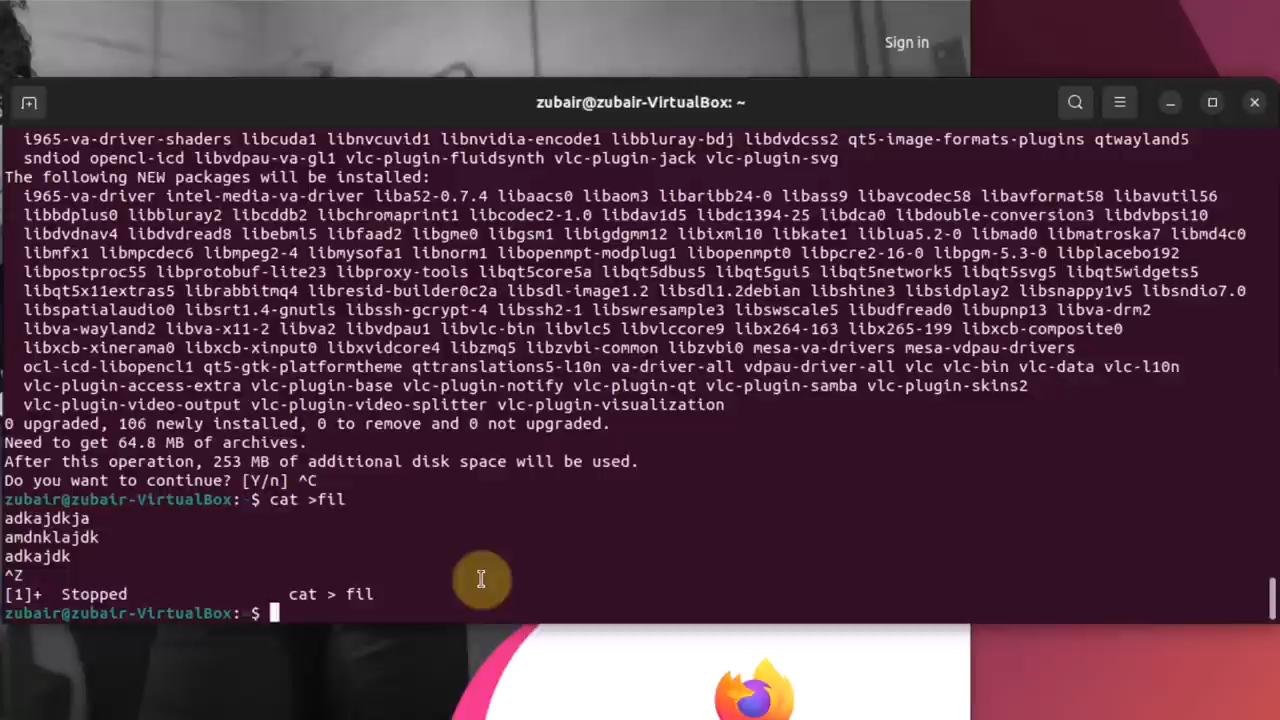 Sign in
zubair@zubair-VirtualBox: ~
i965-va-driver-shaders libcuda1 libnvcuvid1 libnvidia-encode1 libbluray-bdj libdvdcss2 qt5-image-formats-plugins qtwayland5
sndiod opencl-icd libvdpau-va-gl1 vlc-plugin-fluidsynth vlc-plugin-jack vlc-plugin-svg
The following NEW packages will be installed:
i965-va-driver intel-media-va-driver liba52-0.7.4 libaacs0 libaom3 libaribb24-0 libass9 libavcodec58 libavformat58 libavutil56
libbdplus0 libbluray2 libcddb2 libchromaprint1 libcodec2-1.0 libdav1d5 libdc1394-25 libdca0 libdouble-conversion3 libdvbpsi10
libdvdnav4 libdvdread8 libebml5 libfaad2 libgme0 libgsm1 libigdgmm12 libixml10 libkate1 liblua5.2-0 libmad0 libmatroska7 libmd4c0
libmfx1 libmpcdec6 libmpeg2-4 libmysofa1 libnorm1 libopenmpt-modplug1 libopenmpt0 libpcre2-16-0 libpgm-5.3-0 libplacebo192
libpostproc55 libprotobuf-lite23 libproxy-tools libqt5core5a libqt5dbus5 libqt5gui5 libqt5network5 libqt5svg5 libqt5widgets5
libqt5x11extras5 librabbitmq4 libresid-builder0c2a libsdl-image1.2 libsdl1.2debian libshine3 libsidplay2 libsnappy1v5 libsndio7.0
libspatialaudio0 libsrt1.4-gnutls libssh-gcrypt-4 libssh2-1 libswresample3 libswscale5 libudfread0 libupnp13 libva-drm2
libva-wayland2 libva-x11-2 libva2 libvdpau1 libvlc-bin libvlc5 libvlccore9 libx264-163 libx265-199 libxcb-composite0
libxcb-xinerama0 libxcb-xinput0 libxvidcore4 libzmq5 libzvbi-common libzvbi0 mesa-va-drivers mesa-vdpau-drivers
ocl-icd-libopencl1 qt5-gtk-platformtheme qttranslations5-l10n va-driver-all vdpau-driver-all vlc vlc-bin vlc-data vlc-l10n
vlc-plugin-access-extra vlc-plugin-base vlc-plugin-notify vlc-plugin-qt vlc-plugin-samba vlc-plugin-skins2
vlc-plugin-video-output vlc-plugin-video-splitter vlc-plugin-visualization
0 upgraded, 106 newly installed, 0 to remove and 0 not upgraded.
Need to get 64.8 MB of archives.
After this operation, 253 MB of additional disk space will be used.
Do you want to continue? [Y/n] ^C
zubair@zubair-VirtualBox:~$ cat >fil
adkajdkja
amdnklajdk
adkajdk
^Z
[1]+  Stopped                 cat > fil
zubair@zubair-VirtualBox:~$